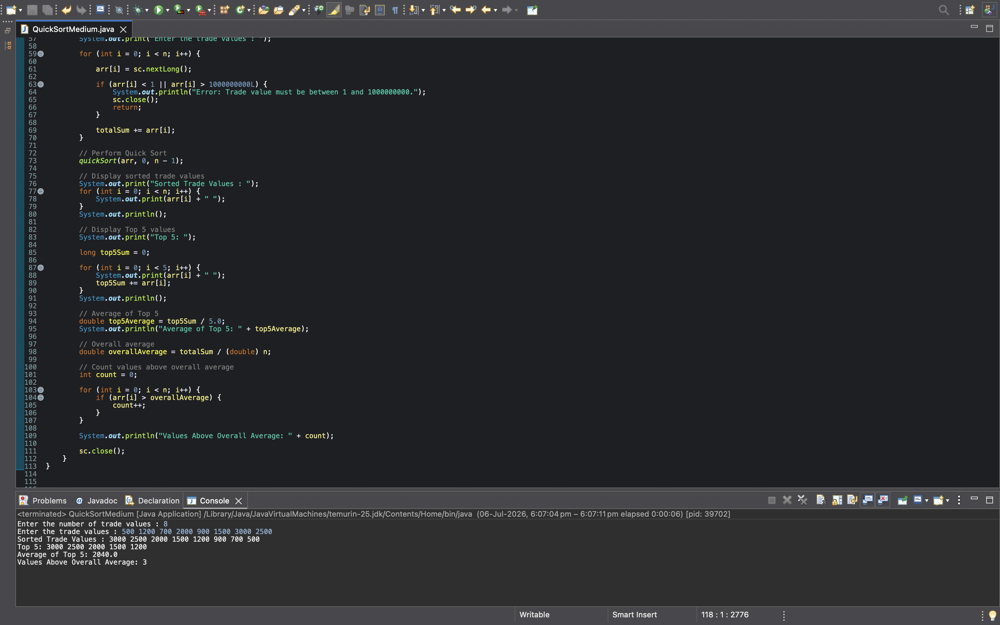 QuickSortMedium.java
57 System.out.print("Enter the trade values : ");
58
59 for (int i = 0; i < n; i++) {
60
61 arr[i] = sc.nextLong();
62
63 if (arr[i] < 1 || arr[i] > 1000000000L) {
64 System.out.println("Error: Trade value must be between 1 and 1000000000.");
65 sc.close();
66 return;
67 }
68
69 totalSum += arr[i];
70 }
71
72 // Perform Quick Sort
73 quickSort(arr, 0, n - 1);
74
75 // Display sorted trade values
76 System.out.print("Sorted Trade Values : ");
77 for (int i = 0; i < n; i++) {
78 System.out.print(arr[i] + " ");
79 }
80 System.out.println();
81
82 // Display Top 5 values
83 System.out.print("Top 5: ");
84
85 long top5Sum = 0;
86
87 for (int i = 0; i < 5; i++) {
88 System.out.print(arr[i] + " ");
89 top5Sum += arr[i];
90 }
91 System.out.println();
92
93 // Average of Top 5
94 double top5Average = top5Sum / 5.0;
95 System.out.println("Average of Top 5: " + top5Average);
96
97 // Overall average
98 double overallAverage = totalSum / (double) n;
99
100 // Count values above overall average
101 int count = 0;
102
103 for (int i = 0; i < n; i++) {
104 if (arr[i] > overallAverage) {
105 count++;
106 }
107 }
108
109 System.out.println("Values Above Overall Average: " + count);
110
111 sc.close();
112 }
113 }
114
115
Problems @ Javadoc Declaration Console
<terminated> QuickSortMedium [Java Application] /Library/Java/JavaVirtualMachines/temurin-25.jdk/Contents/Home/bin/java (06-Jul-2026, 6:07:04 pm – 6:07:11 pm elapsed 0:00:06) [pid: 39702]
Enter the number of trade values : 8
Enter the trade values : 500 1200 700 2000 900 1500 3000 2500
Sorted Trade Values : 3000 2500 2000 1500 1200 900 700 500
Top 5: 3000 2500 2000 1500 1200
Average of Top 5: 2040.0
Values Above Overall Average: 3
Writable Smart Insert 118 : 1 : 2776